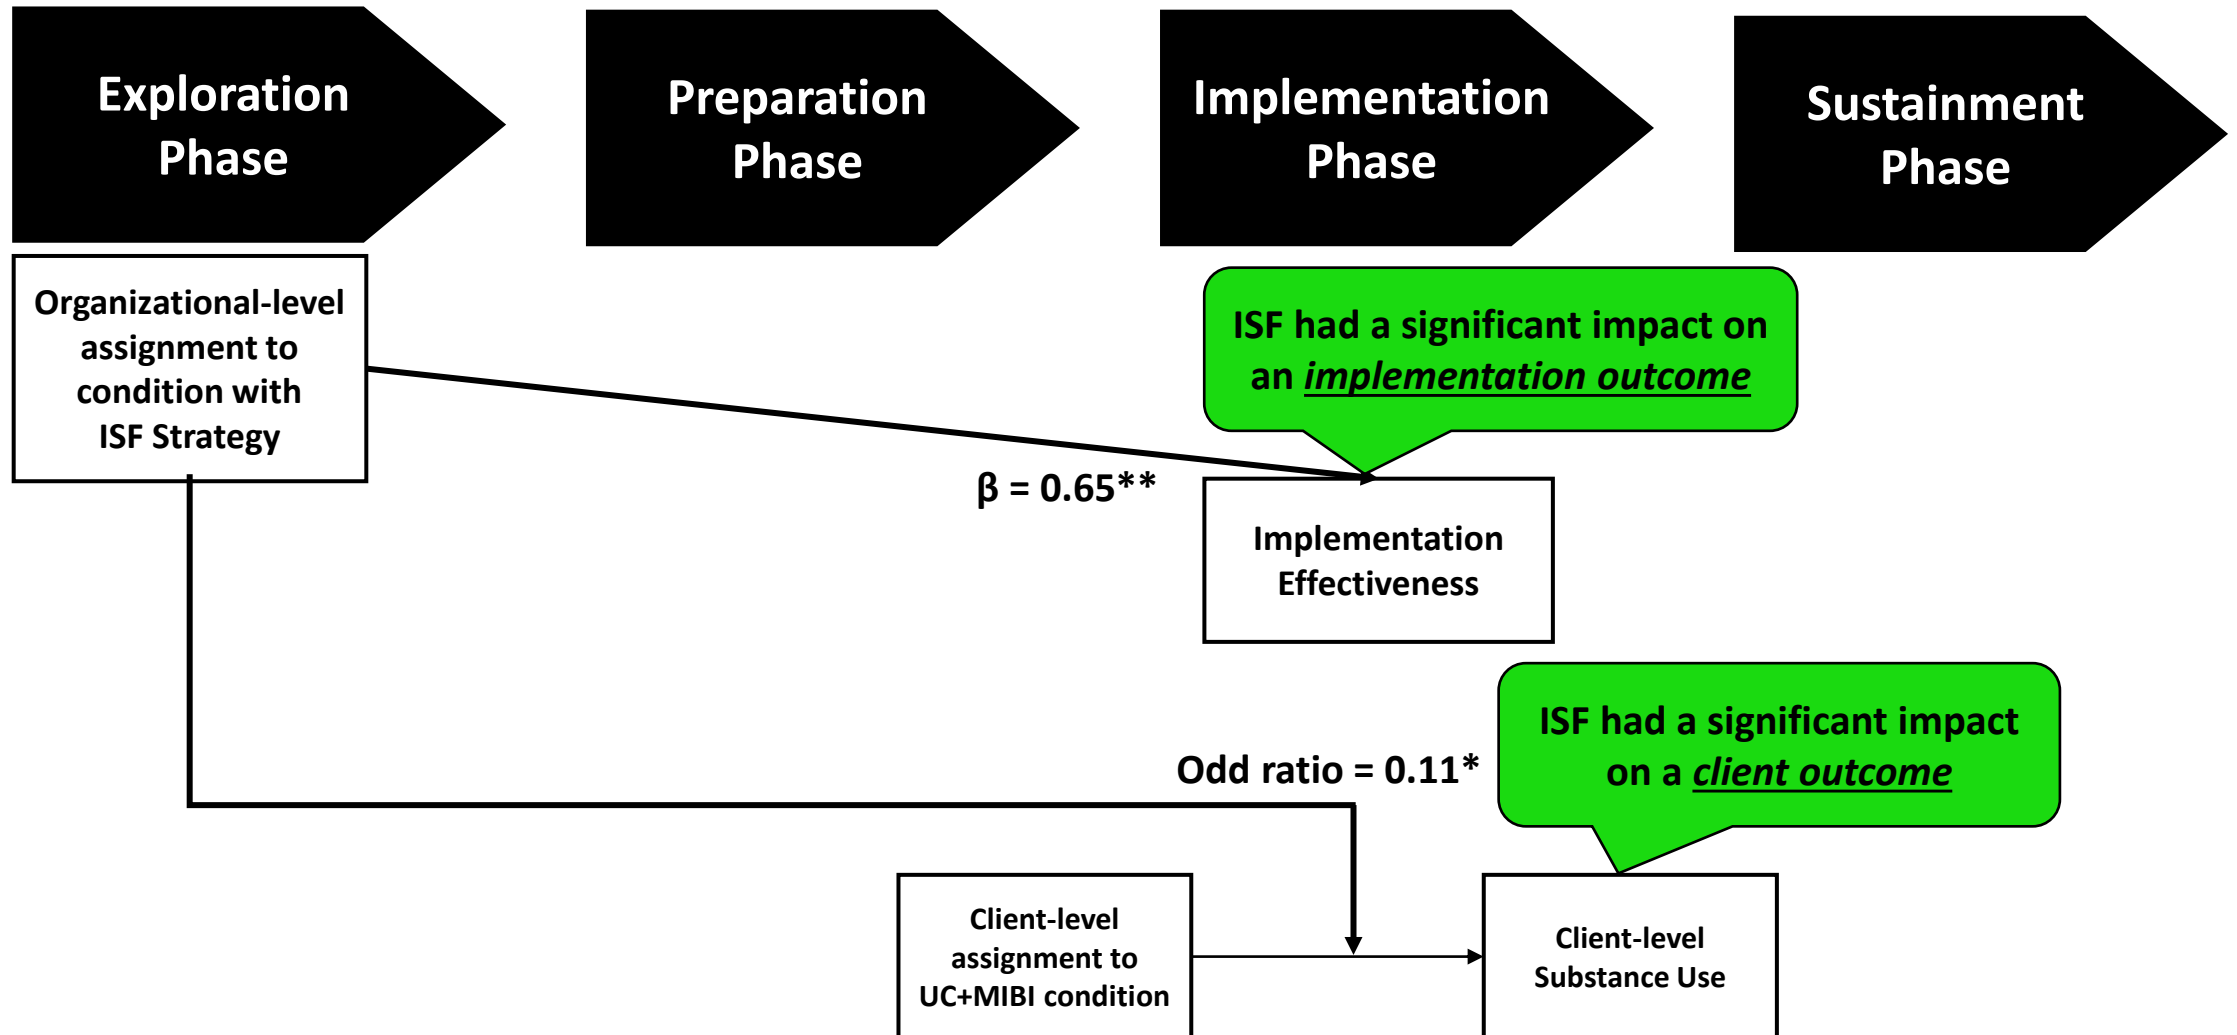 Exploration
Phase
Preparation
Phase
Implementation
Phase
Sustainment
Phase
Organizational-level
assignment to
condition with
ISF Strategy
ISF had a significant impact on
an implementation outcome
β = 0.65**
Implementation
Effectiveness
ISF had a significant impact
on a client outcome
Odd ratio = 0.11*
Client-level
assignment to
UC+MIBI condition
Client-level
Substance Use